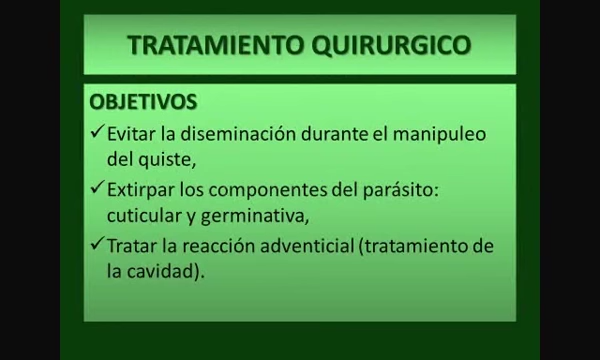 TRATAMIENTO QUIRURGICO
OBJETIVOS
✓Evitar la diseminación durante el manipuleo
del quiste,
✓Extirpar los componentes del parásito:
cuticular y germinativa,
✓Tratar la reacción adventicial (tratamiento de
la cavidad).